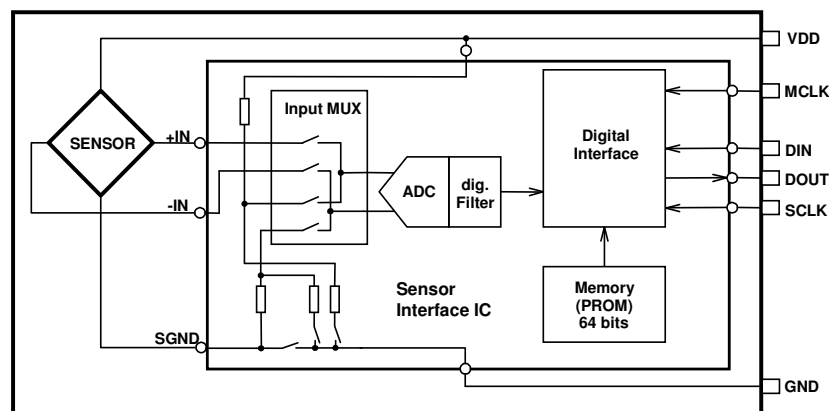 VDD
MCLK
Input MUX
SENSOR
+IN
Digital
Interface
DIN
ADC
dig.
Filter
DOUT
-IN
SCLK
Sensor
Interface IC
Memory
(PROM)
64 bits
SGND
GND